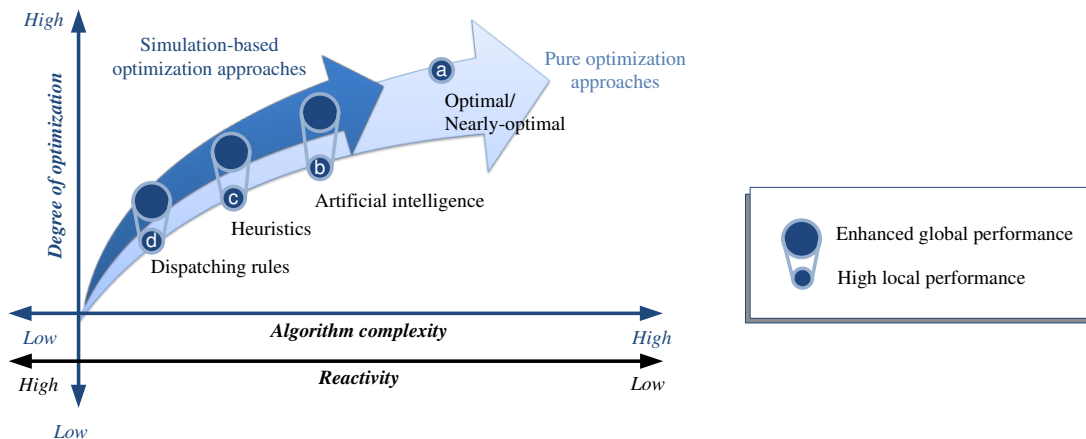 High
Simulation-based
optimization approaches
Pure optimization
approaches
Degree of optimization
a
Optimal/
Nearly-optimal
b
Artificial intelligence
c
Heuristics
d
Dispatching rules
Enhanced global performance
High local performance
Low
Algorithm complexity
High
High
Reactivity
Low
Low